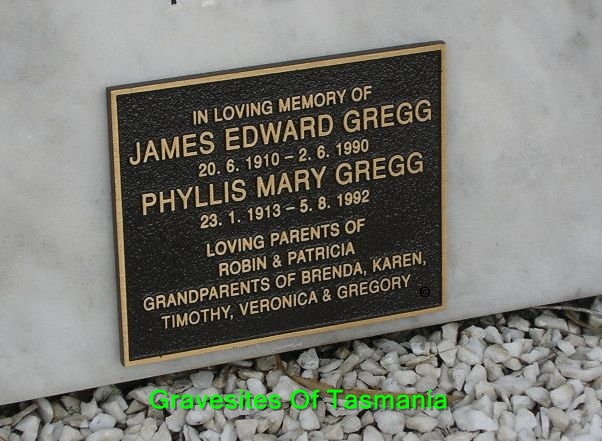 IN LOVING MEMORY OF
JAMES EDWARD GREGG
20. 6. 1910 – 2. 6. 1990
PHYLLIS MARY GREGG
23. 1. 1913 – 5. 8. 1992
LOVING PARENTS OF
ROBIN & PATRICIA
GRANDPARENTS OF BRENDA, KAREN,
TIMOTHY, VERONICA & GREGORY
Gravesites Of Tasmania